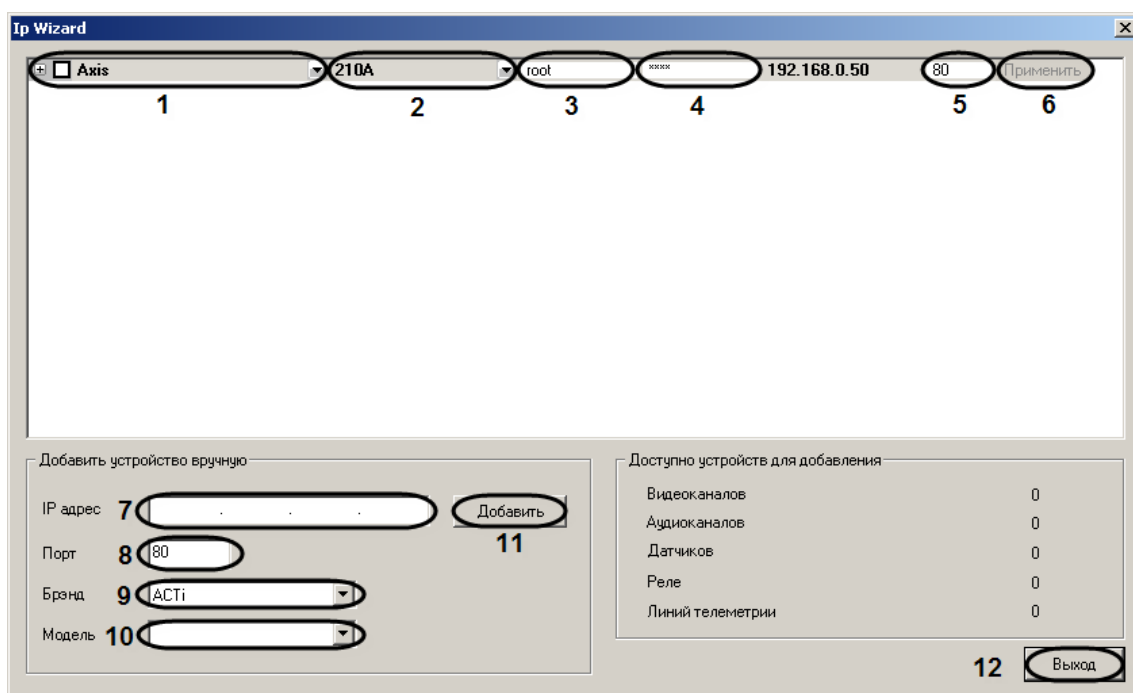 Ip Wizard
Axis 210A root **** 192.168.0.50 80 Применить
1 2 3 4 5 6
Добавить устройство вручную
IP адрес 7 . . . Добавить
11
Порт 8 80
Брэнд 9 ACTi
Модель 10
Доступно устройств для добавления
Видеоканалов 0
Аудиоканалов 0
Датчиков 0
Реле 0
Линий телеметрии 0
12 Выход